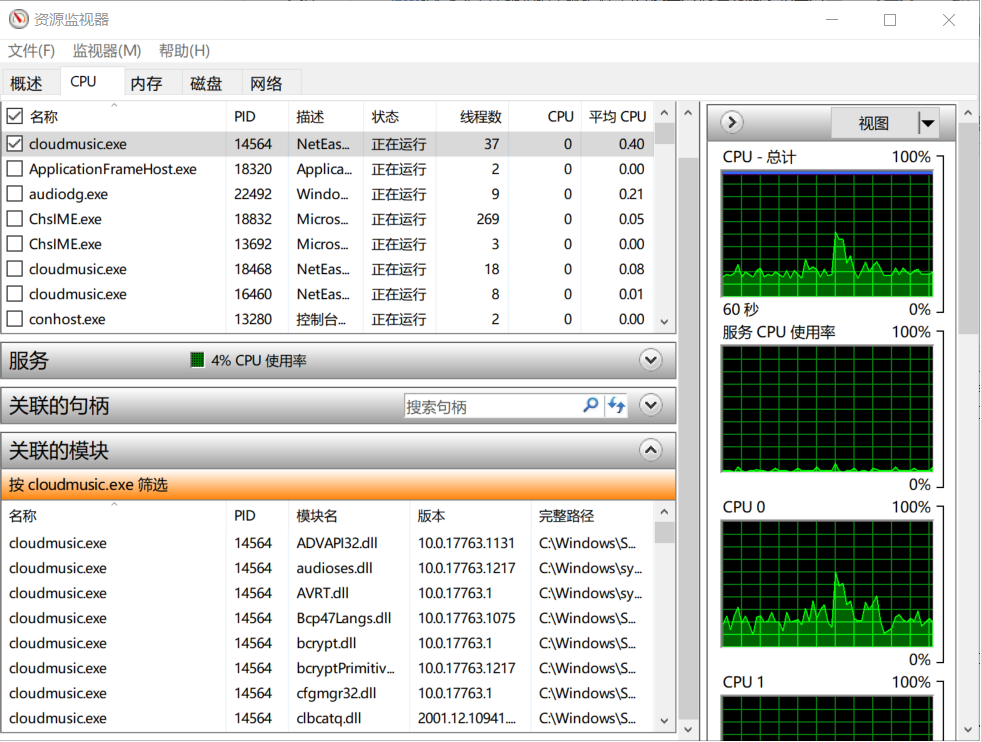 资源监视器
文件(F) 监视器(M) 帮助(H)
概述 CPU 内存 磁盘 网络
名称 PID 描述 状态 线程数 CPU 平均 CPU
cloudmusic.exe 14564 NetEas... 正在运行 37 0 0.40
ApplicationFrameHost.exe 18320 Applica... 正在运行 2 0 0.00
audiodg.exe 22492 Windo... 正在运行 9 0 0.21
ChsIME.exe 18832 Micros... 正在运行 269 0 0.05
ChsIME.exe 13692 Micros... 正在运行 3 0 0.00
cloudmusic.exe 18468 NetEas... 正在运行 18 0 0.08
cloudmusic.exe 16460 NetEas... 正在运行 8 0 0.01
conhost.exe 13280 控制台... 正在运行 2 0 0.00
服务 4% CPU 使用率
关联的句柄 搜索句柄
关联的模块
按 cloudmusic.exe 筛选
名称 PID 模块名 版本 完整路径
cloudmusic.exe 14564 ADVAPI32.dll 10.0.17763.1131 C:\Windows\S...
cloudmusic.exe 14564 audioses.dll 10.0.17763.1217 C:\Windows\sy...
cloudmusic.exe 14564 AVRT.dll 10.0.17763.1 C:\Windows\sy...
cloudmusic.exe 14564 Bcp47Langs.dll 10.0.17763.1075 C:\Windows\S...
cloudmusic.exe 14564 bcrypt.dll 10.0.17763.1 C:\Windows\S...
cloudmusic.exe 14564 bcryptPrimitiv... 10.0.17763.1217 C:\Windows\S...
cloudmusic.exe 14564 cfgmgr32.dll 10.0.17763.1 C:\Windows\S...
cloudmusic.exe 14564 clbcatq.dll 2001.12.10941.... C:\Windows\S...
视图
CPU - 总计 100%
60 秒 0%
服务 CPU 使用率 100%
0%
CPU 0 100%
0%
CPU 1 100%